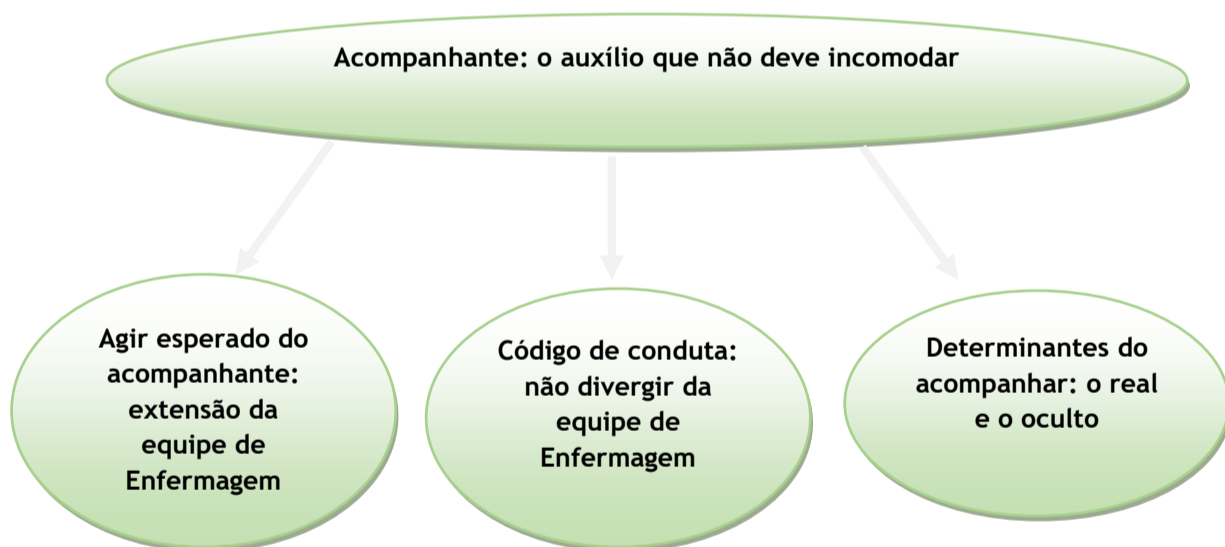 Acompanhante: o auxílio que não deve incomodar
Agir esperado do
acompanhante:
extensão da
equipe de
Enfermagem
Código de conduta:
não divergir da
equipe de
Enfermagem
Determinantes do
acompanhar: o real
e o oculto